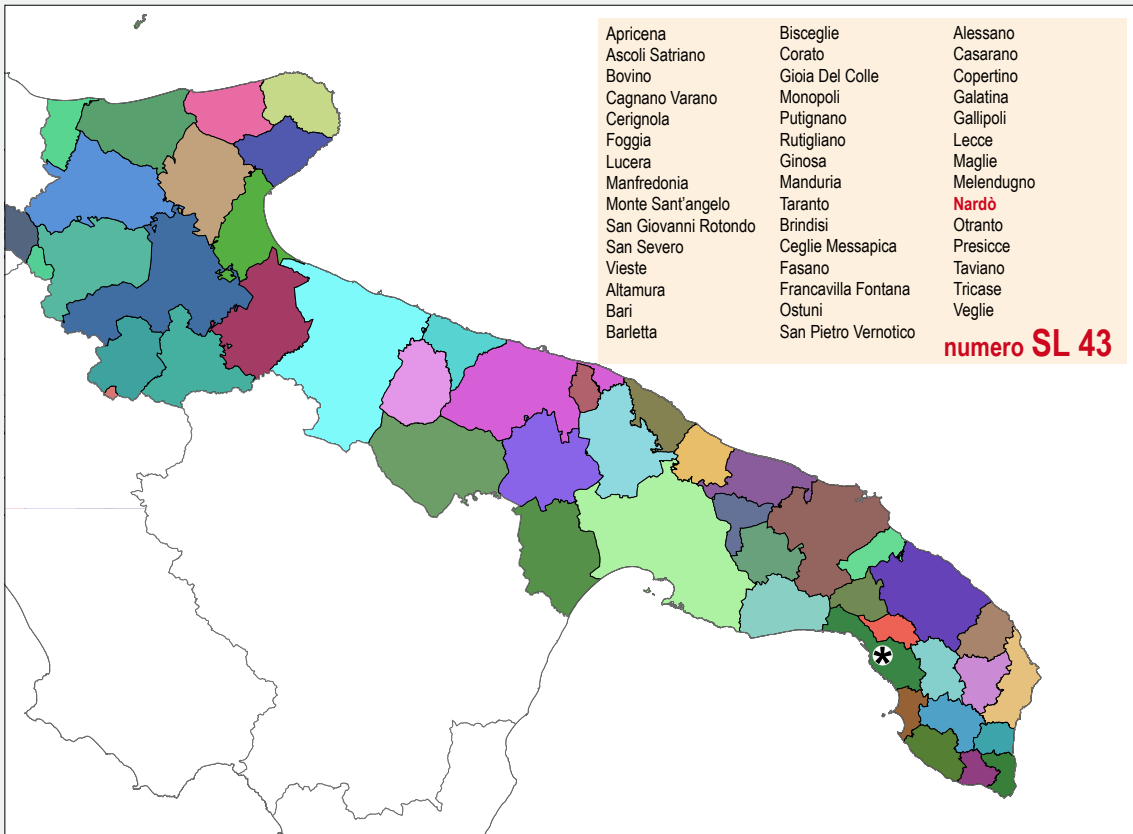 Apricena
Ascoli Satriano
Bovino
Cagnano Varano
Cerignola
Foggia
Lucera
Manfredonia
Monte Sant'angelo
San Giovanni Rotondo
San Severo
Vieste
Altamura
Bari
Barletta
Bisceglie
Corato
Gioia Del Colle
Monopoli
Putignano
Rutigliano
Ginosa
Manduria
Taranto
Brindisi
Ceglie Messapica
Fasano
Francavilla Fontana
Ostuni
San Pietro Vernotico
Alessano
Casarano
Copertino
Galatina
Gallipoli
Lecce
Maglie
Melendugno
Nardò
Otranto
Presicce
Taviano
Tricase
Veglie
numero SL 43
*